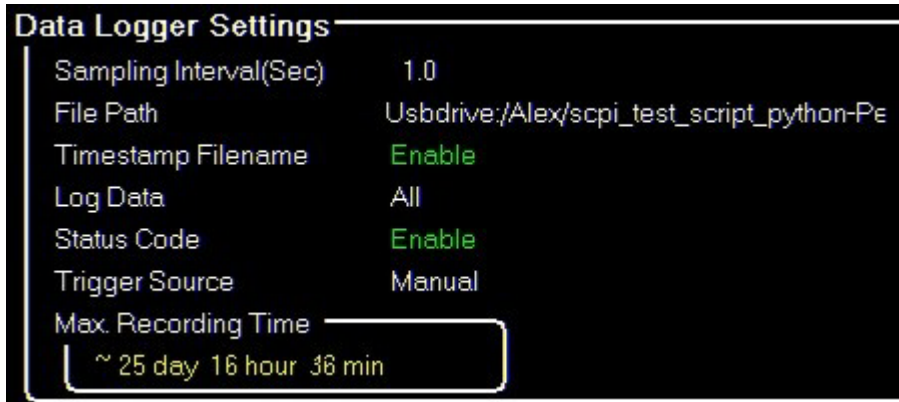 Data Logger Settings
Sampling Interval(Sec) 1.0
File Path Usbdrive:/Alex/scpi_test_script_python-Pe
Timestamp Filename Enable
Log Data All
Status Code Enable
Trigger Source Manual
Max. Recording Time
~ 25 day 16 hour 36 min